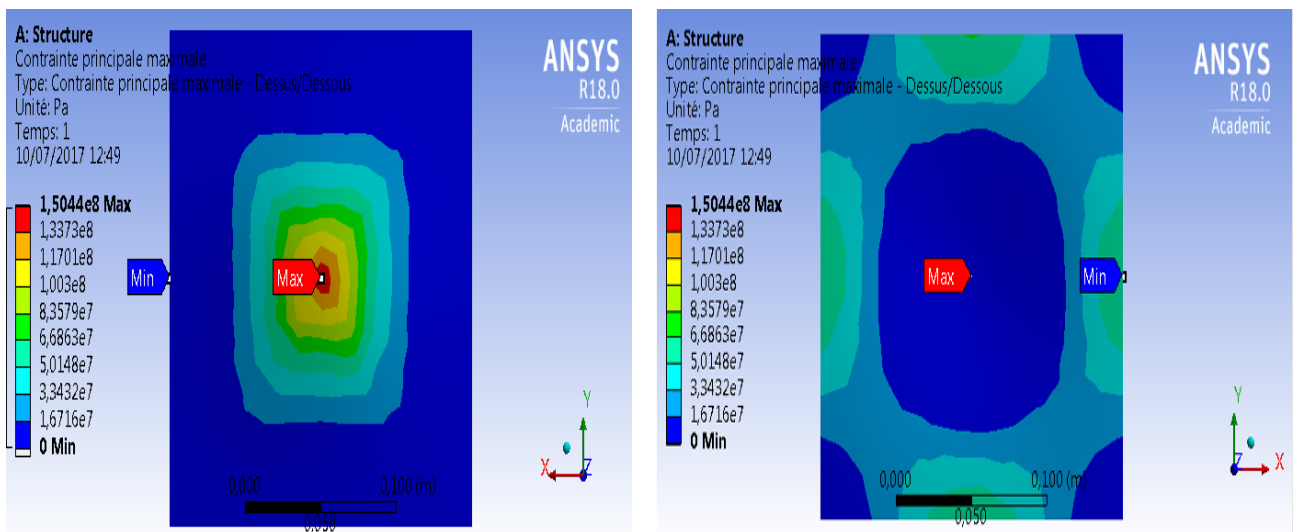 A: Structure
Contrainte principale maximale
Type: Contrainte principale maximale - Dessus/Dessous
Unité: Pa
Temps: 1
10/07/2017 12:49
ANSYS
R18.0
Academic
1,5044e8 Max
1,3373e8
1,1701e8
1,003e8
8,3579e7
6,6863e7
5,0148e7
3,3432e7
1,6716e7
0 Min
Min
Max
Y
X
Z
0,000
0,100 (m)
0,050
A: Structure
Contrainte principale maximale
Type: Contrainte principale maximale - Dessus/Dessous
Unité: Pa
Temps: 1
10/07/2017 12:49
ANSYS
R18.0
Academic
1,5044e8 Max
1,3373e8
1,1701e8
1,003e8
8,3579e7
6,6863e7
5,0148e7
3,3432e7
1,6716e7
0 Min
Max
Min
Y
Z
X
0,000
0,100 (m)
0,050